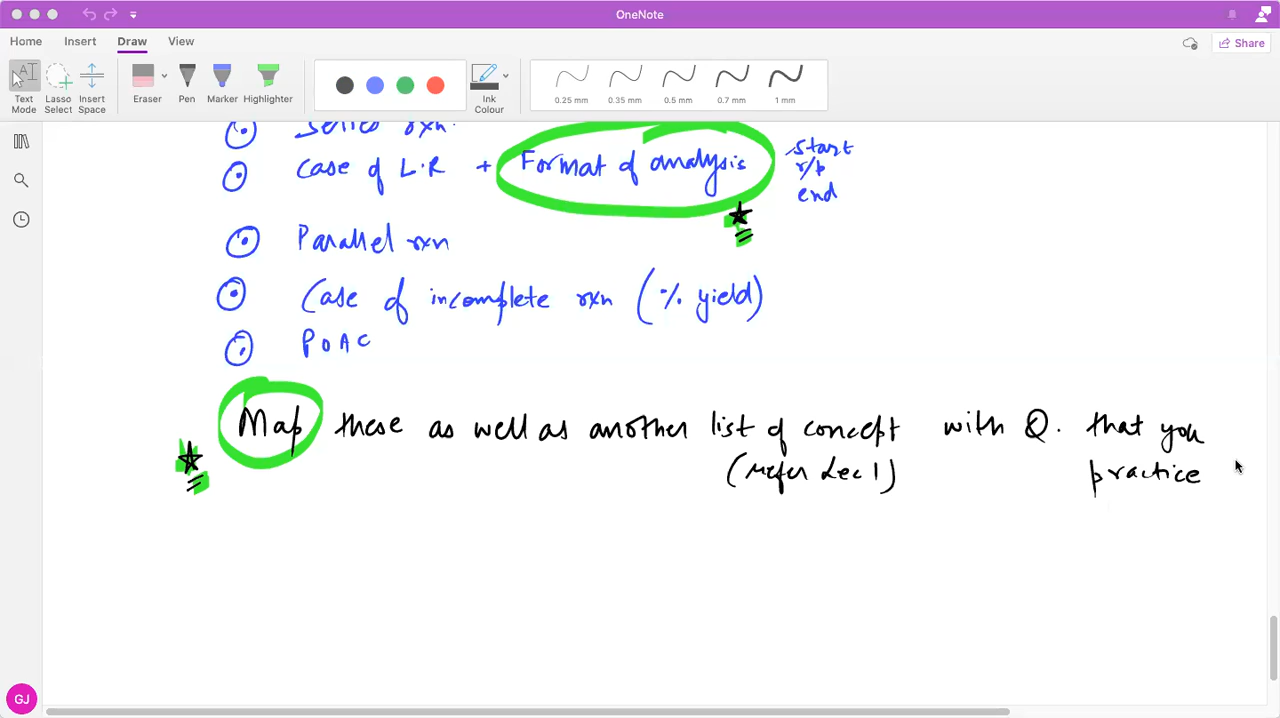 OneNote
Home Insert Draw View
Share
Text Mode
Lasso Select
Insert Space
Eraser
Pen
Marker
Highlighter
Ink Colour
0.25 mm 0.35 mm 0.5 mm 0.7 mm 1 mm
Series rxn.
Case of L.R + Format of analysis
start
r/p
end
Parallel rxn
Case of incomplete rxn (% yield)
POAC
Map these as well as another list of concept with Q. that you
(refer Lec 1) practice
GJ